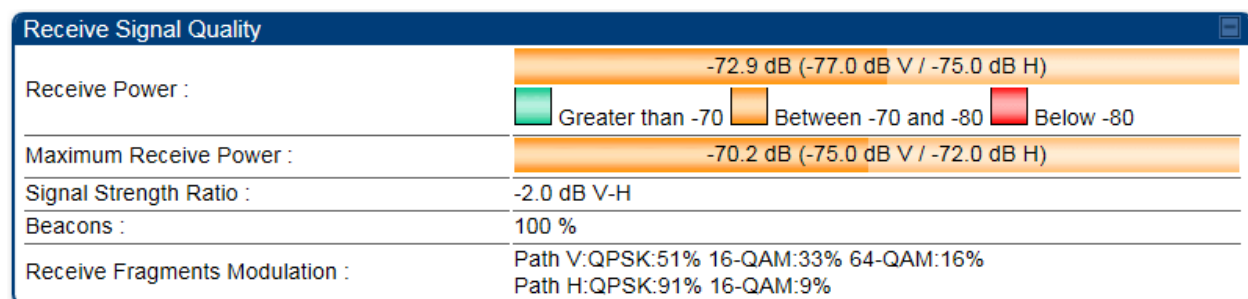 Receive Signal Quality
Receive Power :
-72.9 dB (-77.0 dB V / -75.0 dB H)
Greater than -70 Between -70 and -80 Below -80
Maximum Receive Power :
-70.2 dB (-75.0 dB V / -72.0 dB H)
Signal Strength Ratio :
-2.0 dB V-H
Beacons :
100 %
Receive Fragments Modulation :
Path V:QPSK:51% 16-QAM:33% 64-QAM:16%
Path H:QPSK:91% 16-QAM:9%